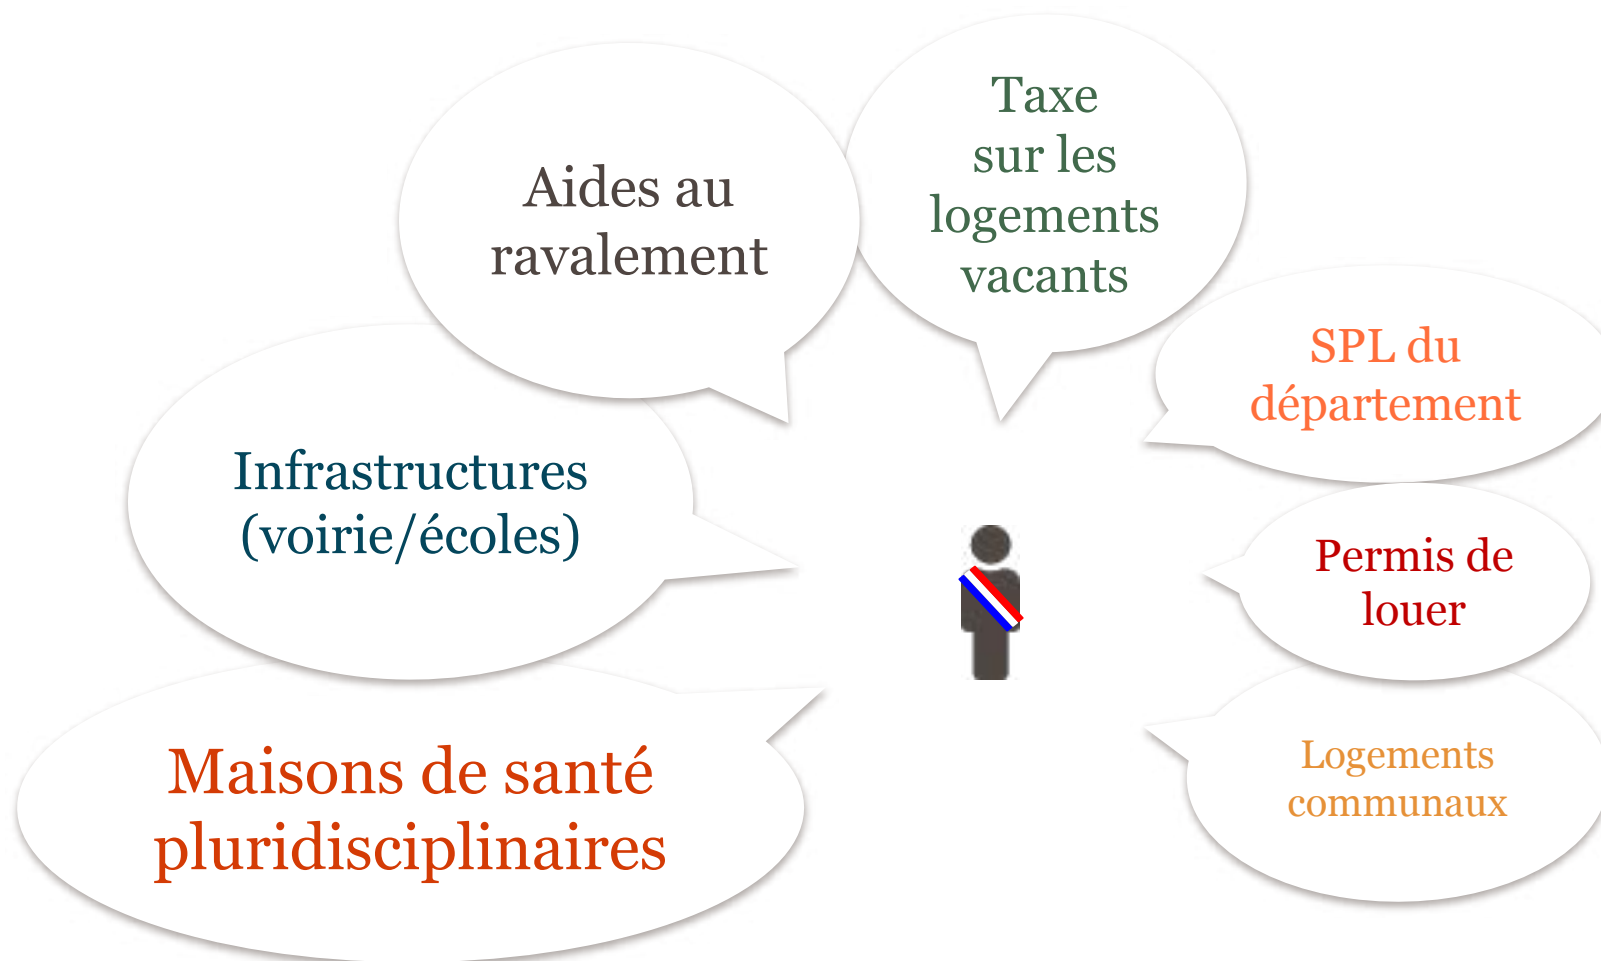 Taxe
sur les
logements
vacants
Aides au
ravalement
SPL du
département
Infrastructures
(voirie/écoles)
Permis de
louer
Maisons de santé
pluridisciplinaires
Logements
communaux